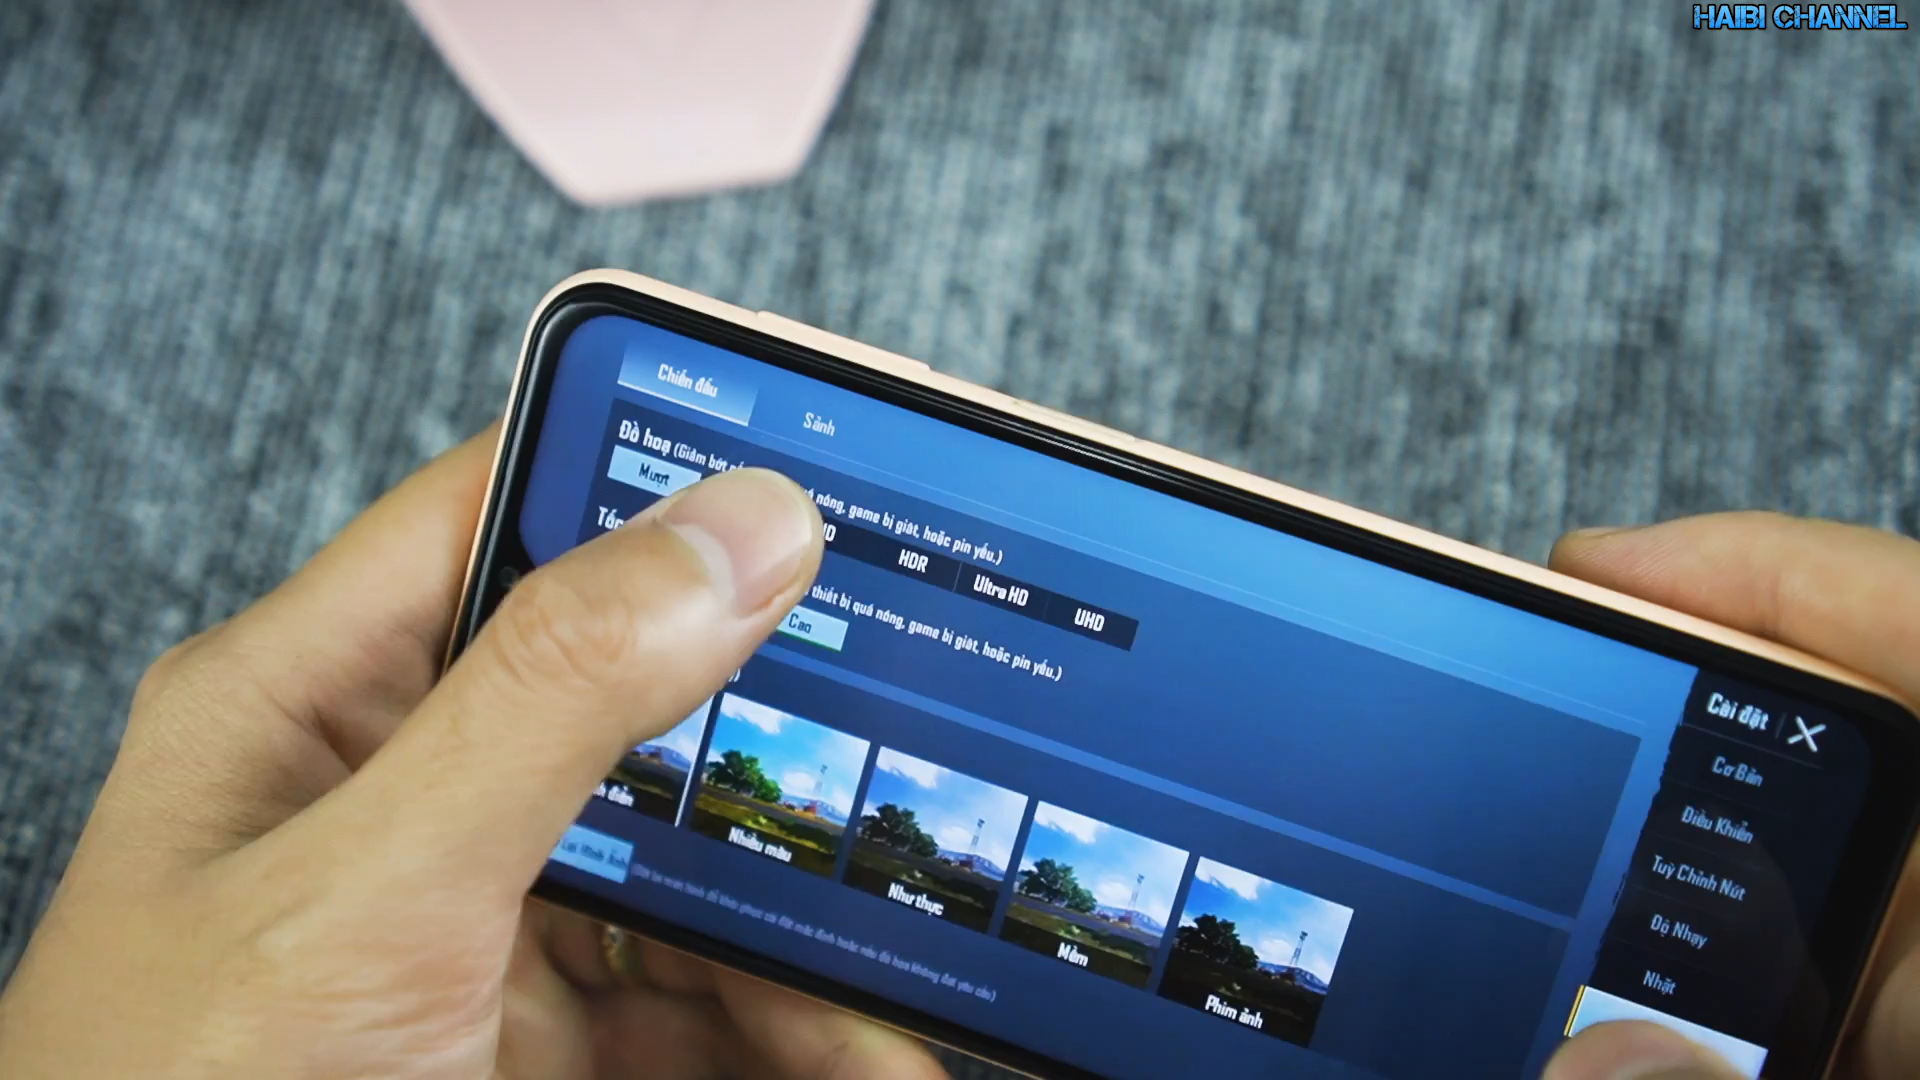 HAIBI CHANNEL
Chiến đấu
Sảnh
Đồ hoạ (Giảm bớt nóng, game bị giật, hoặc pin yếu.)
Mượt HDR Ultra HD UHD
thiết bị quá nóng, game bị giật, hoặc pin yếu.)
Cao
Nhiều màu
Như thực
Mềm
Phim ảnh
Cài đặt
Cơ Bản
Điều Khiển
Tuỳ Chỉnh Nút
Độ Nhạy
Nhặt